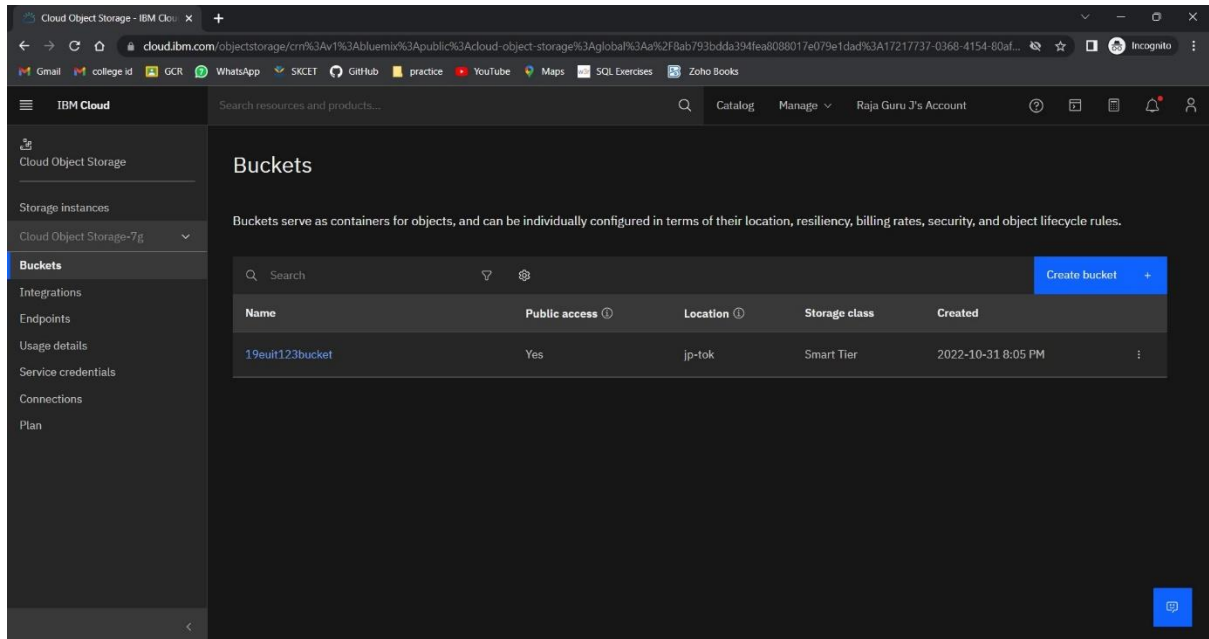 Cloud Object Storage - IBM Clou
cloud.ibm.com/objectstorage/crn%3Av1%3Abluemix%3Apublic%3Acloud-object-storage%3Aglobal%3Aa%2F8ab793bdda394fea8088017e079e1dad%3A17217737-0368-4154-80af... Incognito
Gmail college id GCR WhatsApp SKCET GitHub practice YouTube Maps SQL Exercises Zoho Books
IBM Cloud Search resources and products... Catalog Manage Raja Guru J's Account
Cloud Object Storage
Storage instances
Cloud Object Storage-7g
Buckets
Integrations
Endpoints
Usage details
Service credentials
Connections
Plan
Buckets
Buckets serve as containers for objects, and can be individually configured in terms of their location, resiliency, billing rates, security, and object lifecycle rules.
Search Create bucket +
Name Public access Location Storage class Created
19euit123bucket Yes jp-tok Smart Tier 2022-10-31 8:05 PM